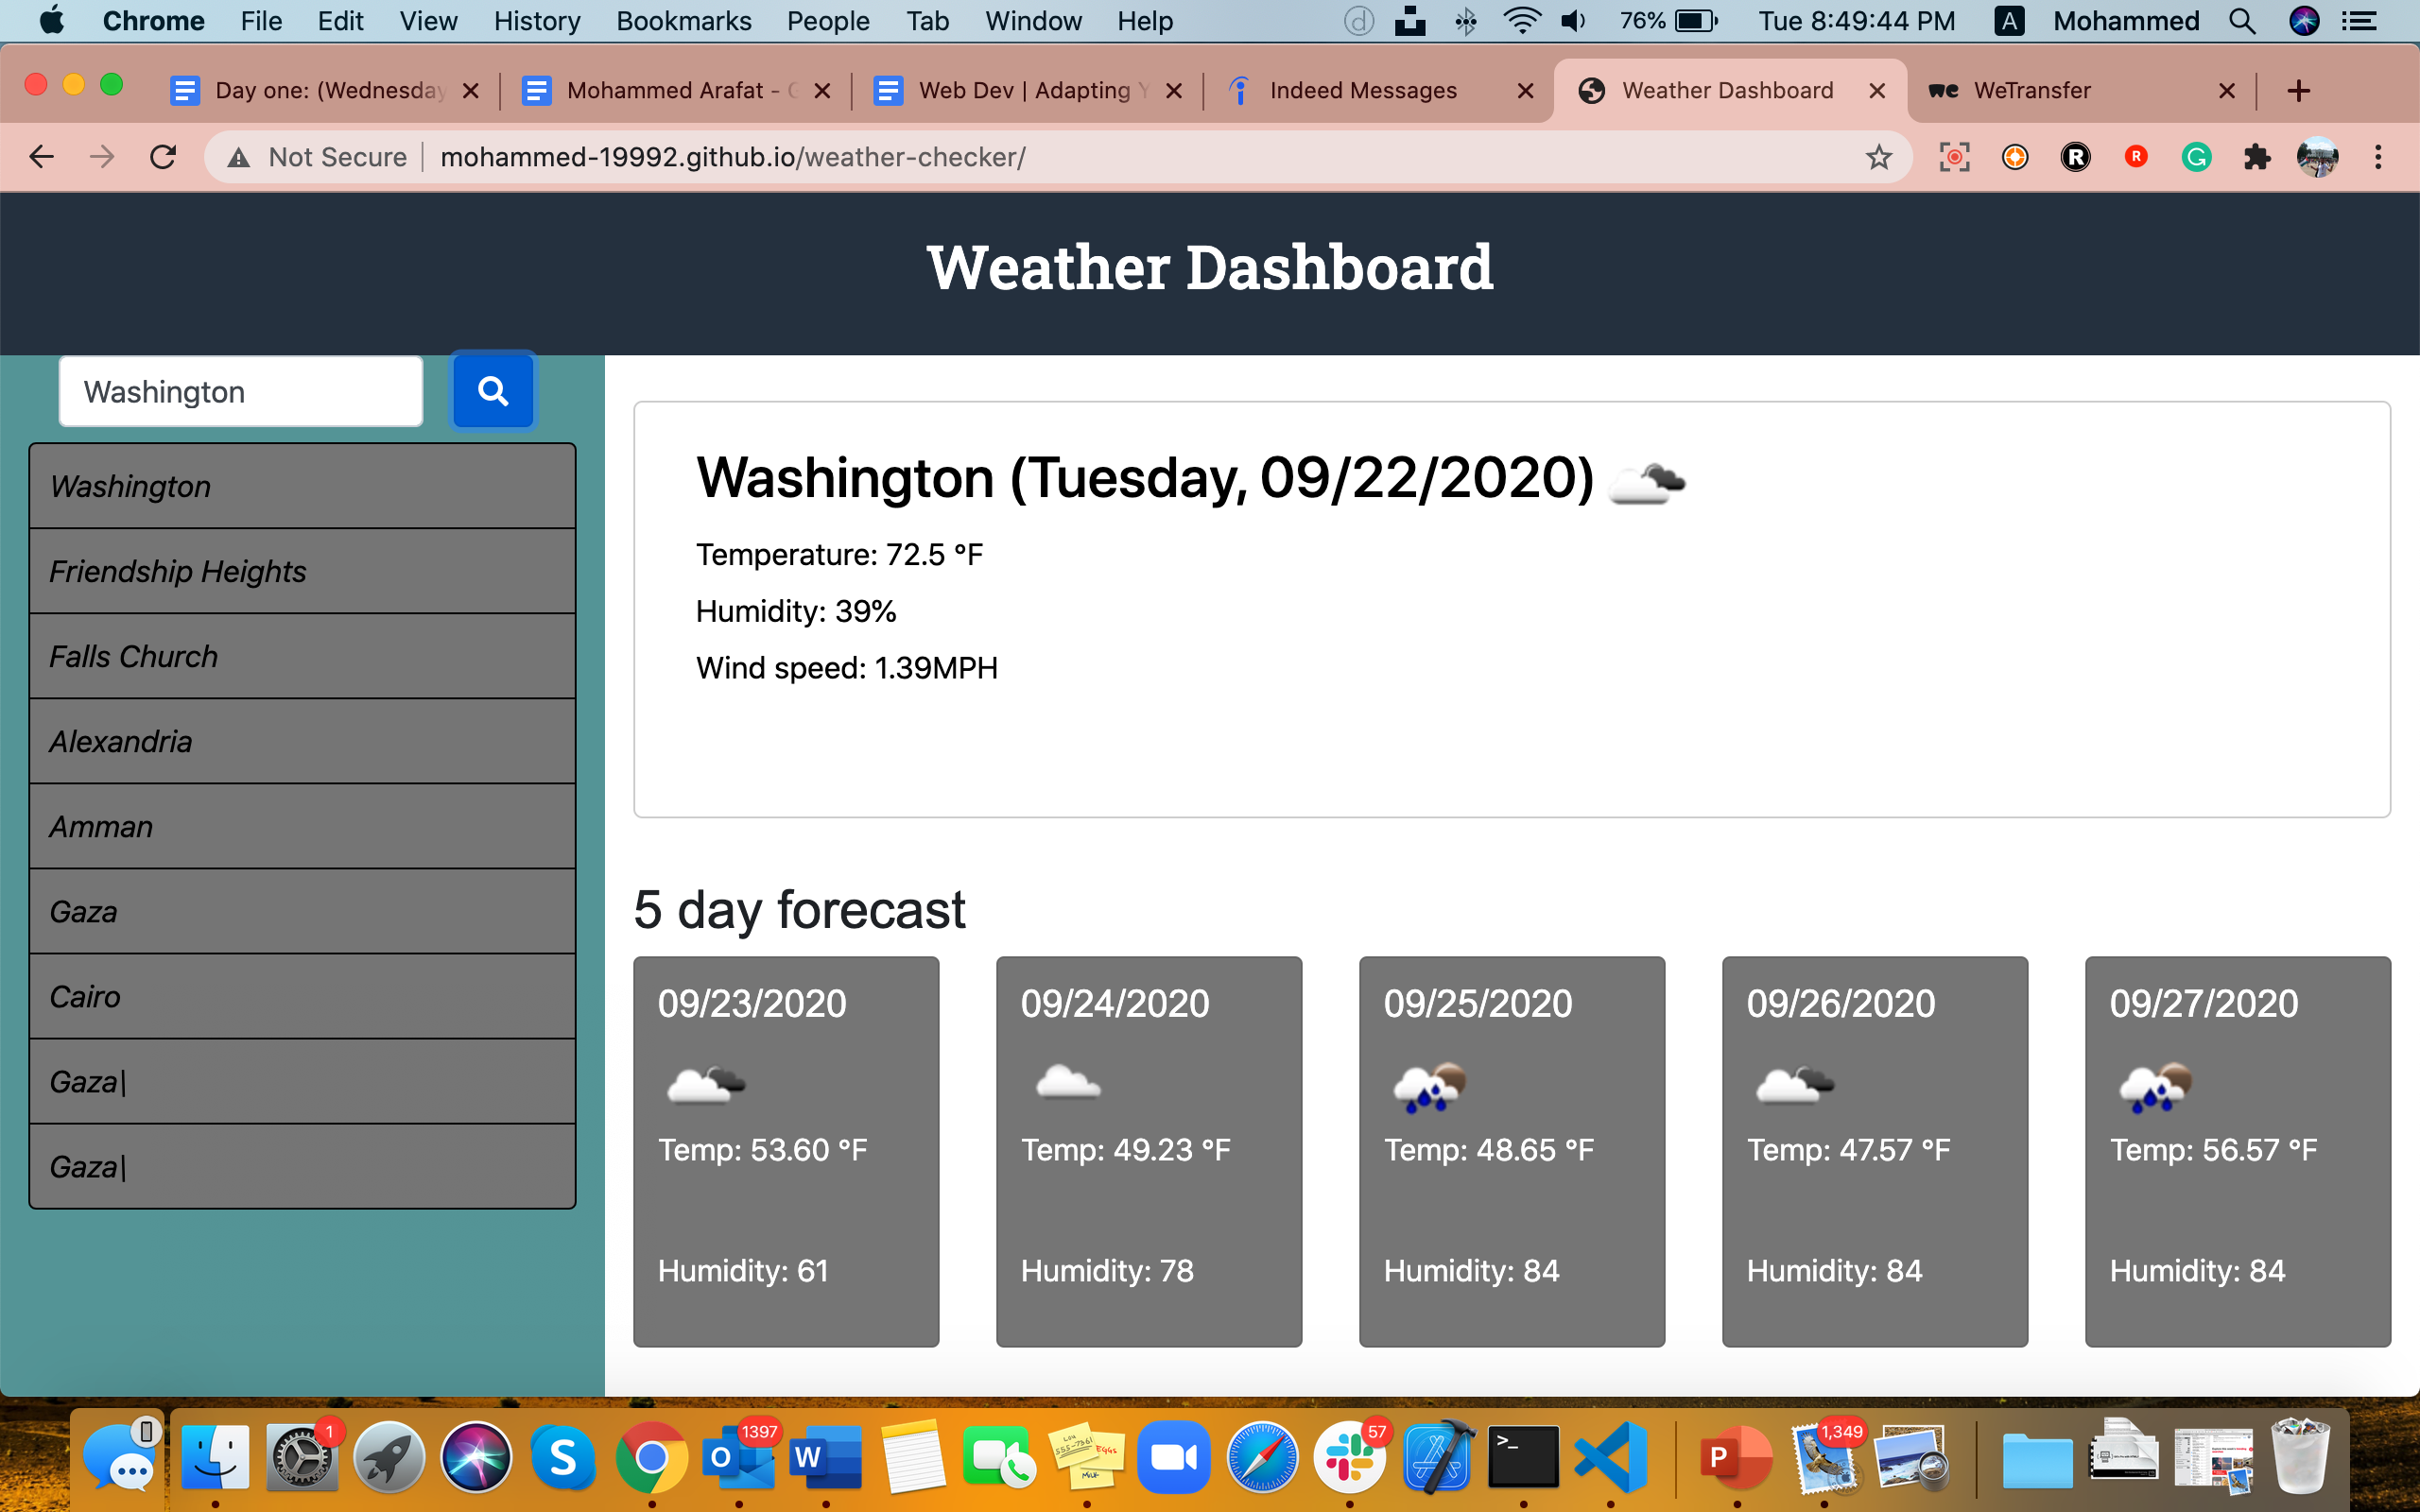 Chrome File Edit View History Bookmarks People Tab Window Help 76% Tue 8:49:44 PM A Mohammed
Day one: (Wednesday Mohammed Arafat - Web Dev | Adapting Indeed Messages Weather Dashboard WeTransfer
Not Secure mohammed-19992.github.io/weather-checker/
Weather Dashboard
Washington
Washington
Friendship Heights
Falls Church
Alexandria
Amman
Gaza
Cairo
Gaza\
Gaza\
Washington (Tuesday, 09/22/2020)
Temperature: 72.5 °F
Humidity: 39%
Wind speed: 1.39MPH
5 day forecast
09/23/2020
Temp: 53.60 °F
Humidity: 61
09/24/2020
Temp: 49.23 °F
Humidity: 78
09/25/2020
Temp: 48.65 °F
Humidity: 84
09/26/2020
Temp: 47.57 °F
Humidity: 84
09/27/2020
Temp: 56.57 °F
Humidity: 84
1 1397 57 1,349